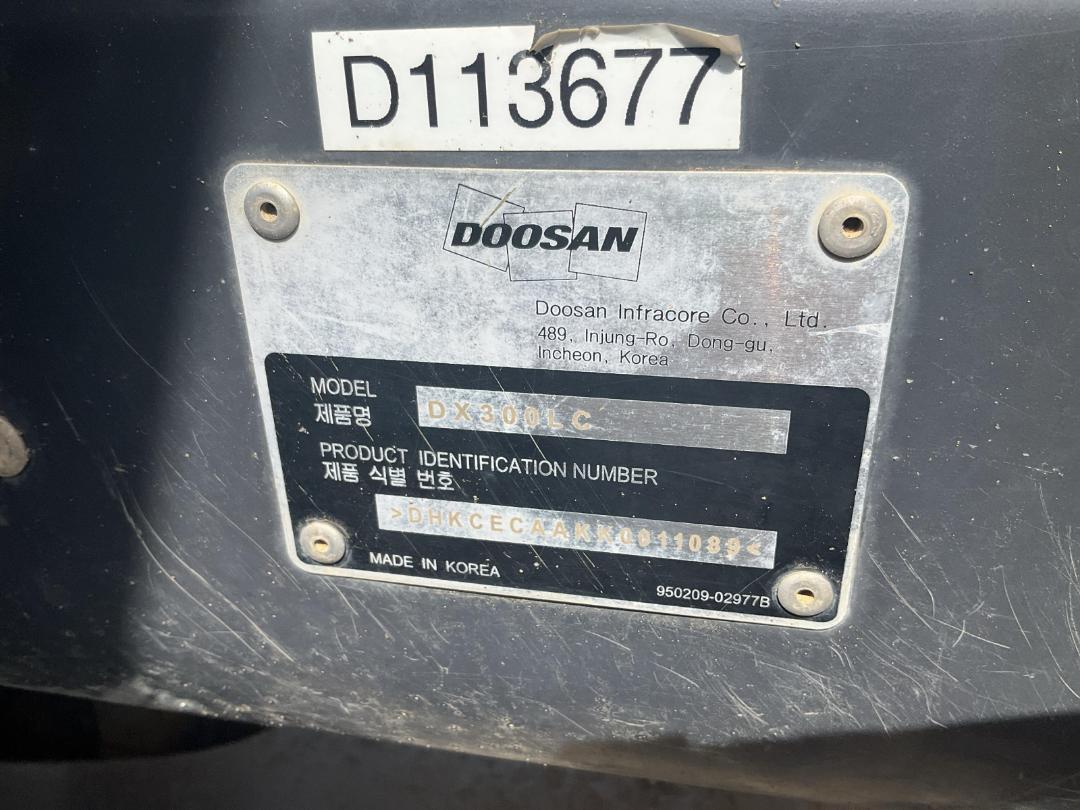 D113677
DOOSAN
Doosan Infracore Co., Ltd.
489, Injung-Ro, Dong-gu,
Incheon, Korea
MODEL
제품명
DX300LC
PRODUCT IDENTIFICATION NUMBER
제품 식별 번호
>DHKCECAAKK0011089<
MADE IN KOREA
950209-02977B